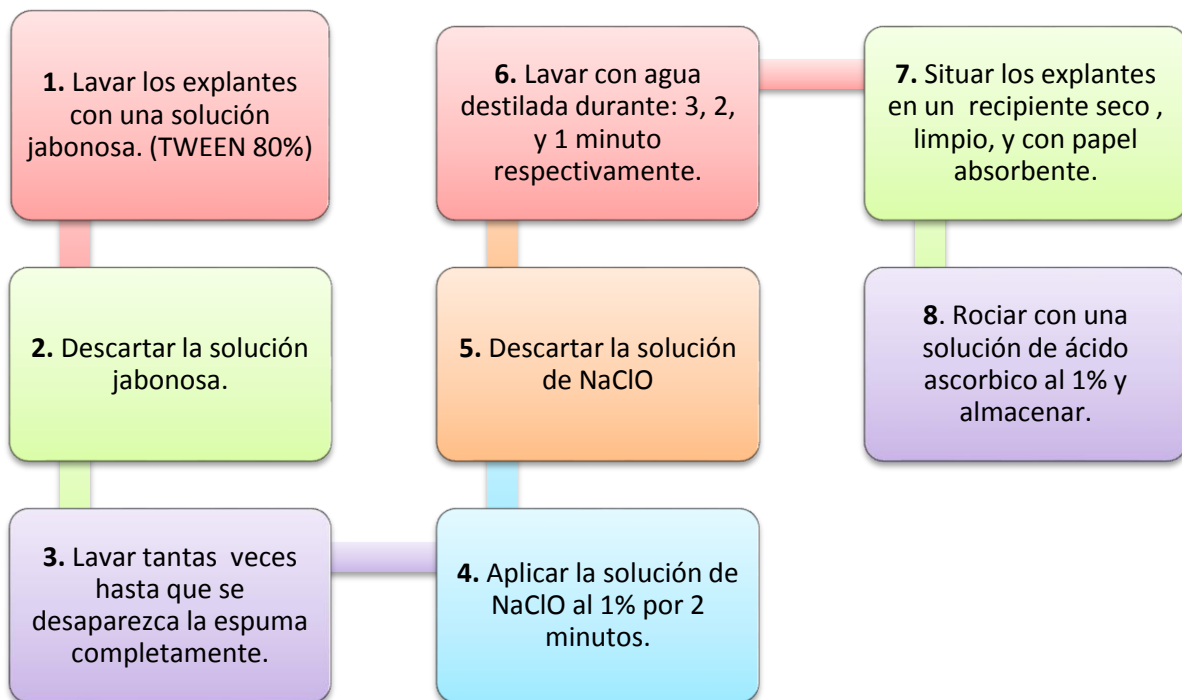 1. Lavar los explantes
con una solución
jabonosa. (TWEEN 80%)
2. Descartar la solución
jabonosa.
3. Lavar tantas veces
hasta que se
desaparezca la espuma
completamente.
4. Aplicar la solución de
NaClO al 1% por 2
minutos.
5. Descartar la solución
de NaClO
6. Lavar con agua
destilada durante: 3, 2,
y 1 minuto
respectivamente.
7. Situar los explantes
en un recipiente seco ,
limpio, y con papel
absorbente.
8. Rociar con una
solución de ácido
ascorbico al 1% y
almacenar.